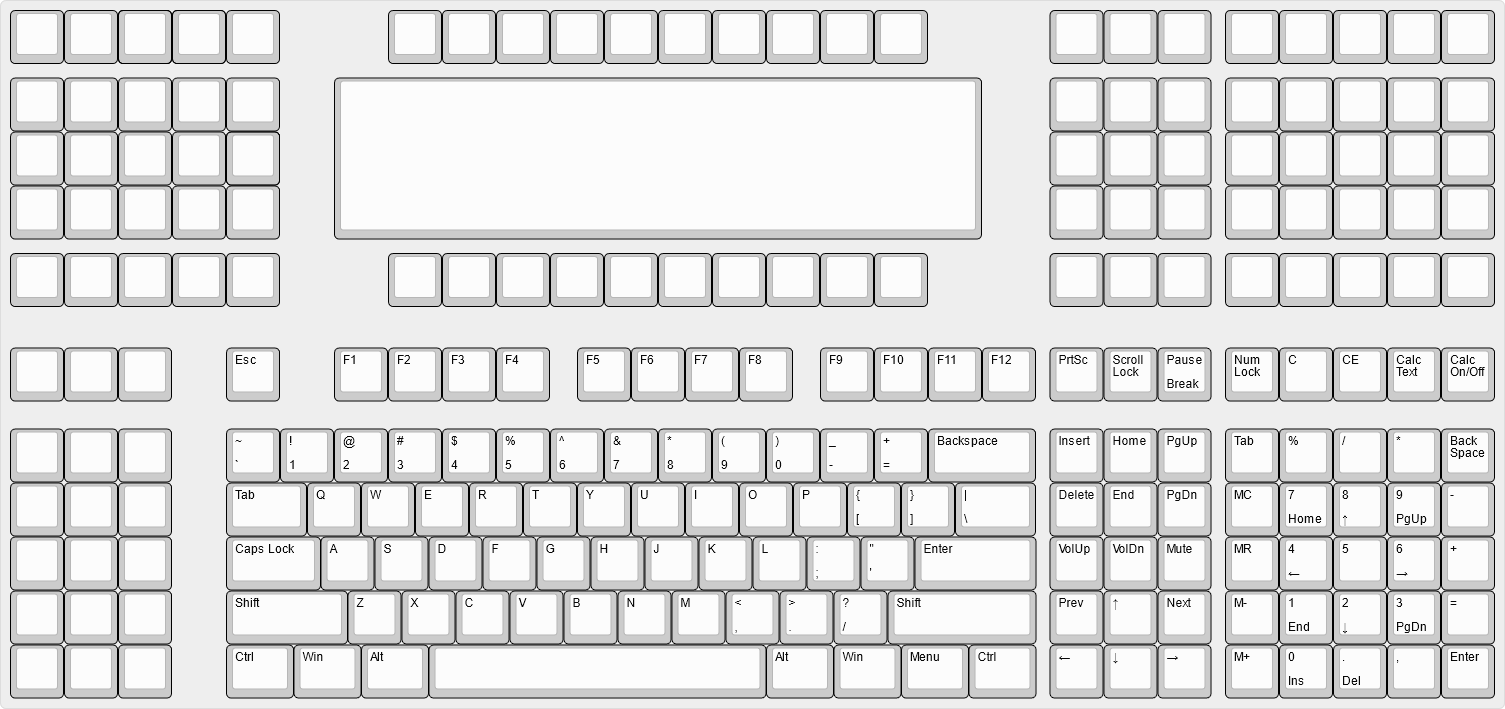 Esc F1 F2 F3 F4 F5 F6 F7 F8 F9 F10 F11 F12 PrtSc Scroll Pause Num C CE Calc Calc
Lock Lock Text On/Off
Break
~ ! @ # $ % ^ & * ( ) _ + Backspace Insert Home PgUp Tab % / * Back
Space
` 1 2 3 4 5 6 7 8 9 0 - =
Tab Q W E R T Y U I O P { } | Delete End PgDn MC 7 8 9 -
[ ] \ Home ↑ PgUp
Caps Lock A S D F G H J K L : " Enter VolUp VolDn Mute MR 4 5 6 +
; ' ← →
Shift Z X C V B N M < > ? Shift Prev ↑ Next M- 1 2 3 =
, . / End ↓ PgDn
Ctrl Win Alt Alt Win Menu Ctrl ← ↓ → M+ 0 . , Enter
Ins Del